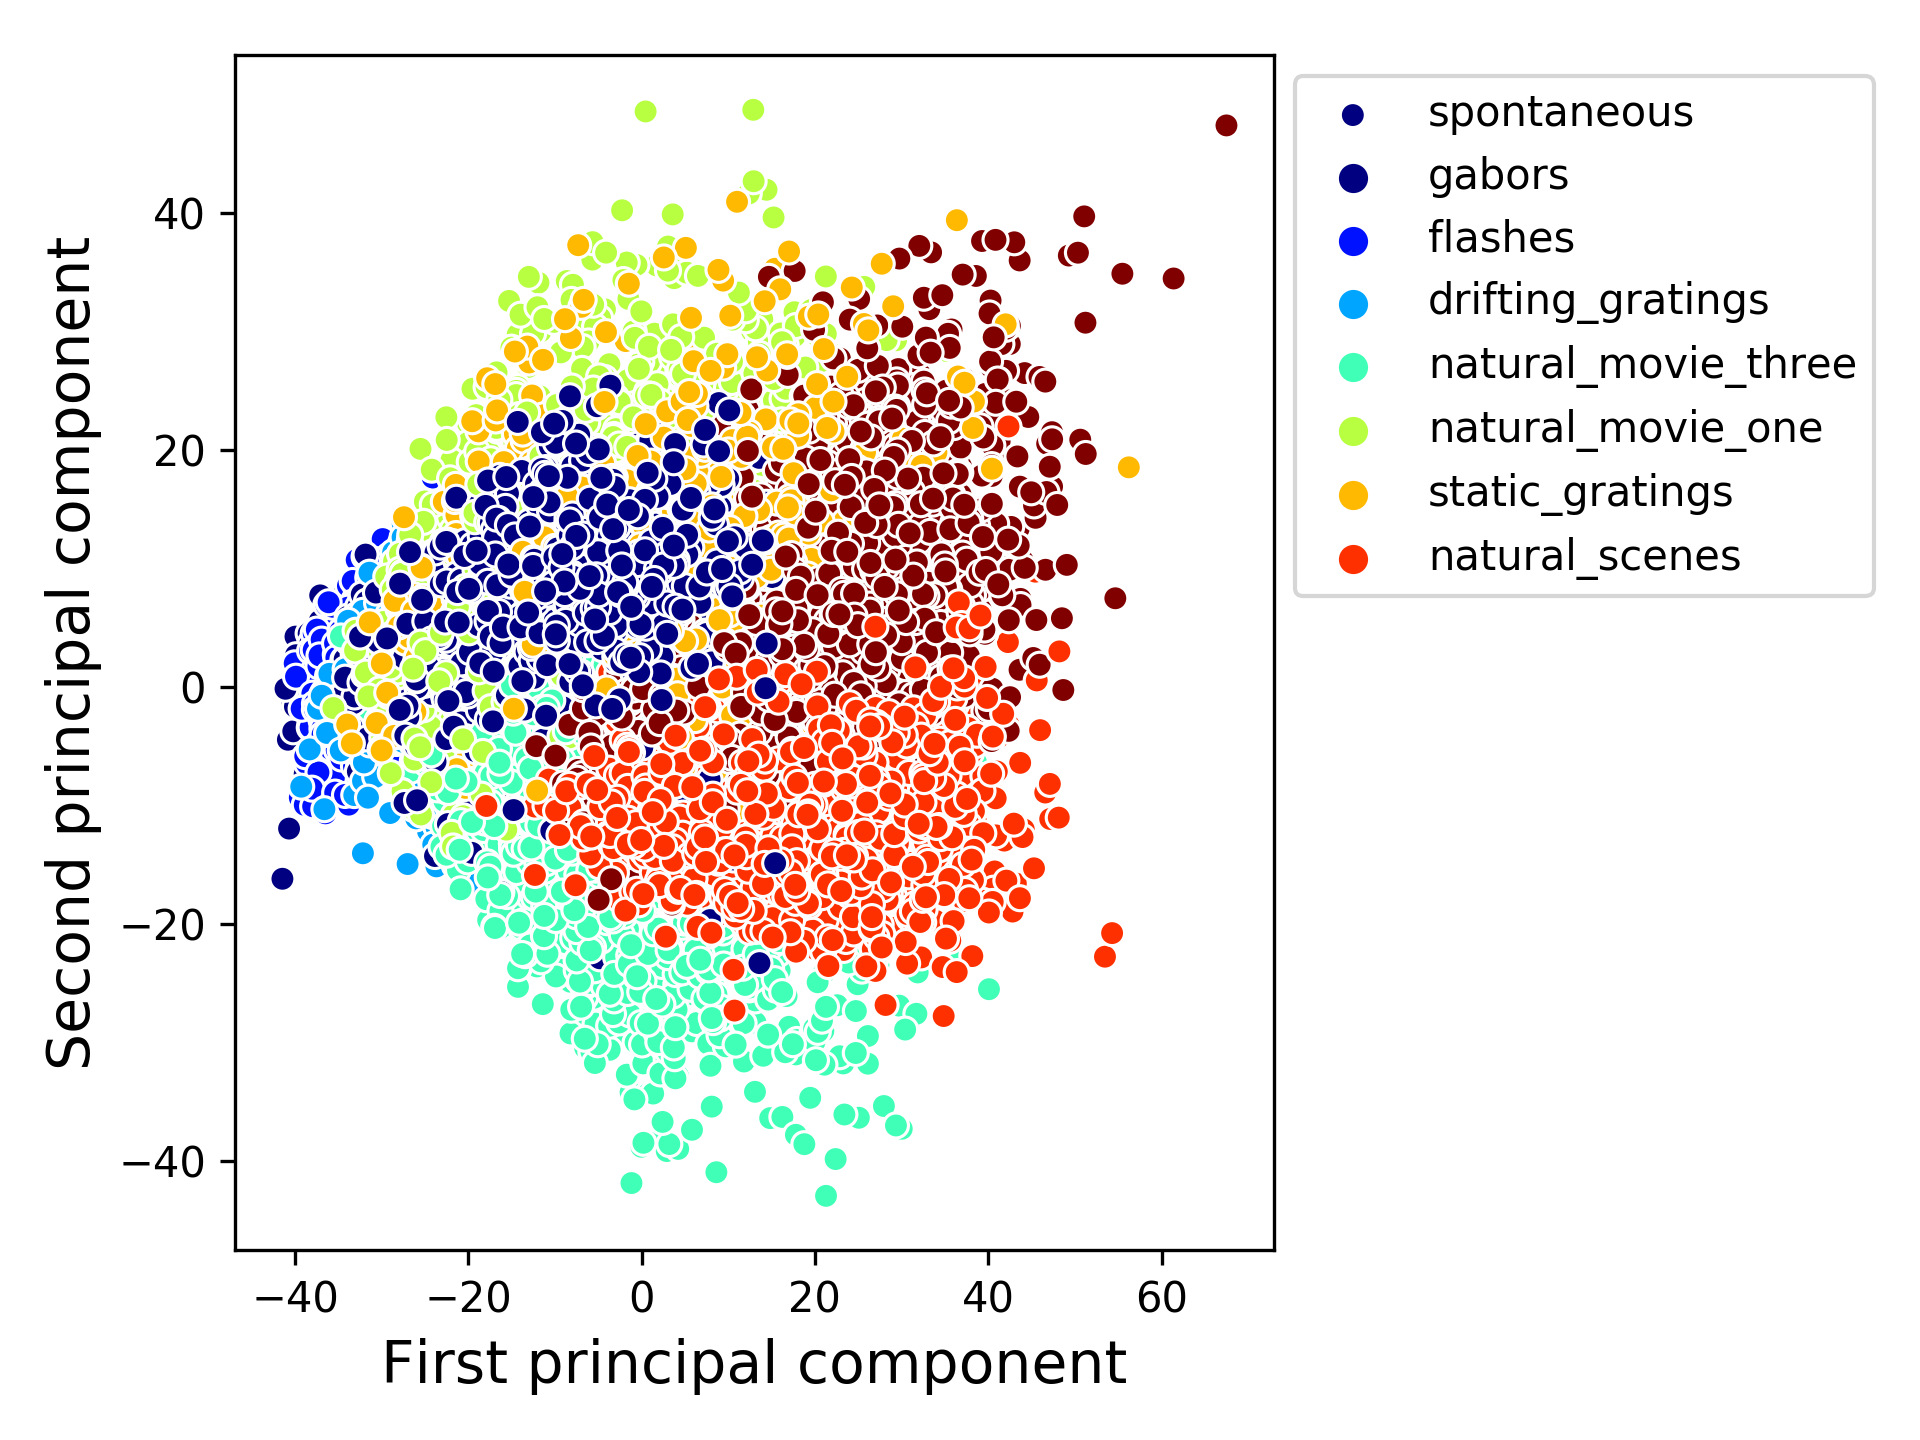 Second principal component
40
20
0
−20
−40
−40
−20
0
20
40
60
First principal component
spontaneous
gabors
flashes
drifting_gratings
natural_movie_three
natural_movie_one
static_gratings
natural_scenes